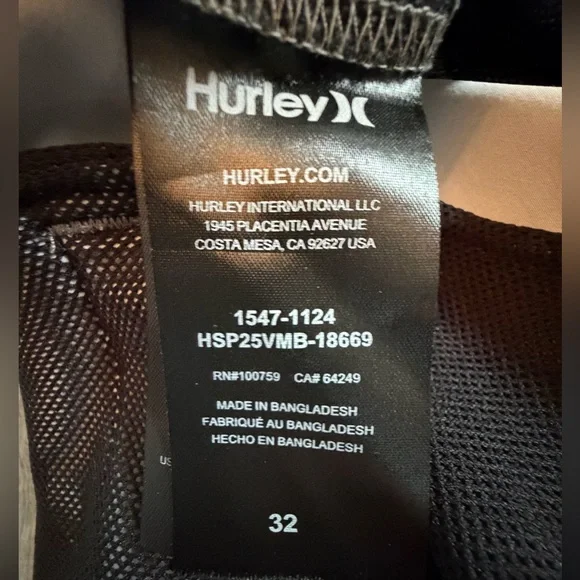 Hurley
HURLEY.COM
HURLEY INTERNATIONAL LLC
1945 PLACENTIA AVENUE
COSTA MESA, CA 92627 USA
1547-1124
HSP25VMB-18669
RN#100759 CA# 64249
MADE IN BANGLADESH
FABRIQUÉ AU BANGLADESH
HECHO EN BANGLADESH
US
32